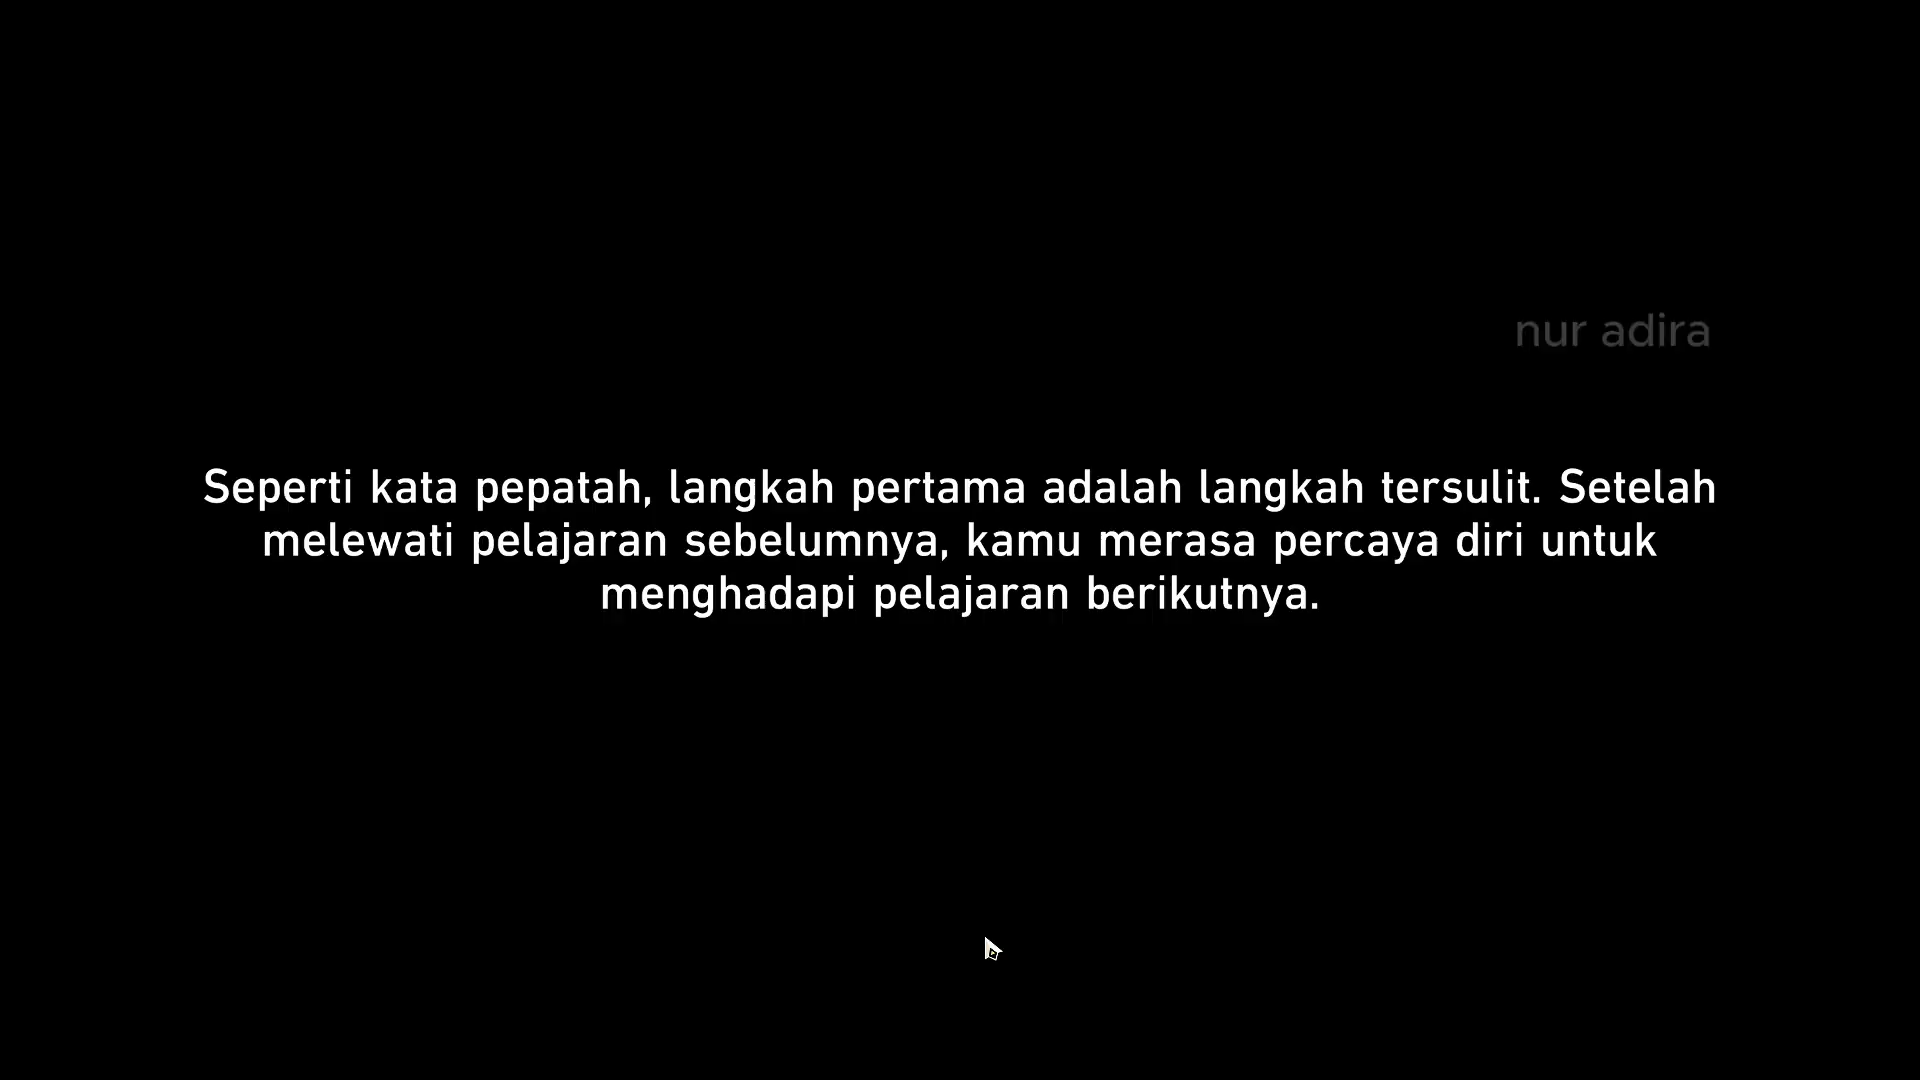 nur adira
Seperti kata pepatah, langkah pertama adalah langkah tersulit. Setelah
melewati pelajaran sebelumnya, kamu merasa percaya diri untuk
menghadapi pelajaran berikutnya.